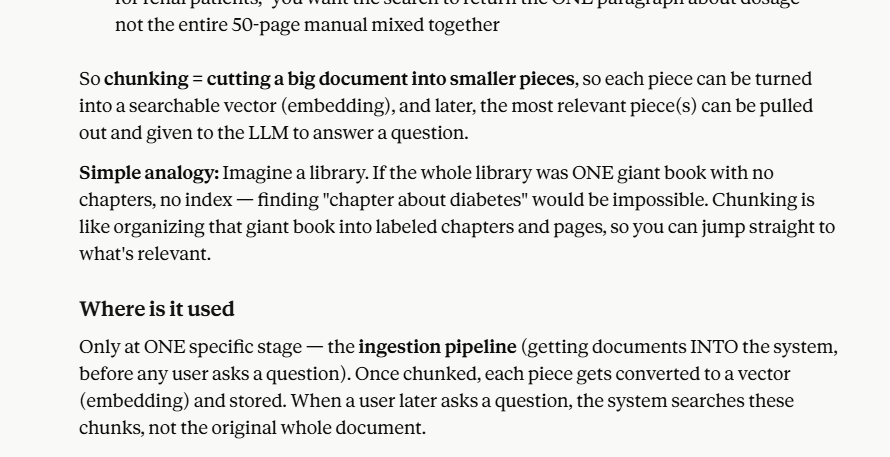 for renal patients," you want the search to return the ONE paragraph about dosage
not the entire 50-page manual mixed together
So chunking = cutting a big document into smaller pieces, so each piece can be turned
into a searchable vector (embedding), and later, the most relevant piece(s) can be pulled
out and given to the LLM to answer a question.
Simple analogy: Imagine a library. If the whole library was ONE giant book with no
chapters, no index — finding "chapter about diabetes" would be impossible. Chunking is
like organizing that giant book into labeled chapters and pages, so you can jump straight to
what's relevant.
Where is it used
Only at ONE specific stage — the ingestion pipeline (getting documents INTO the system,
before any user asks a question). Once chunked, each piece gets converted to a vector
(embedding) and stored. When a user later asks a question, the system searches these
chunks, not the original whole document.